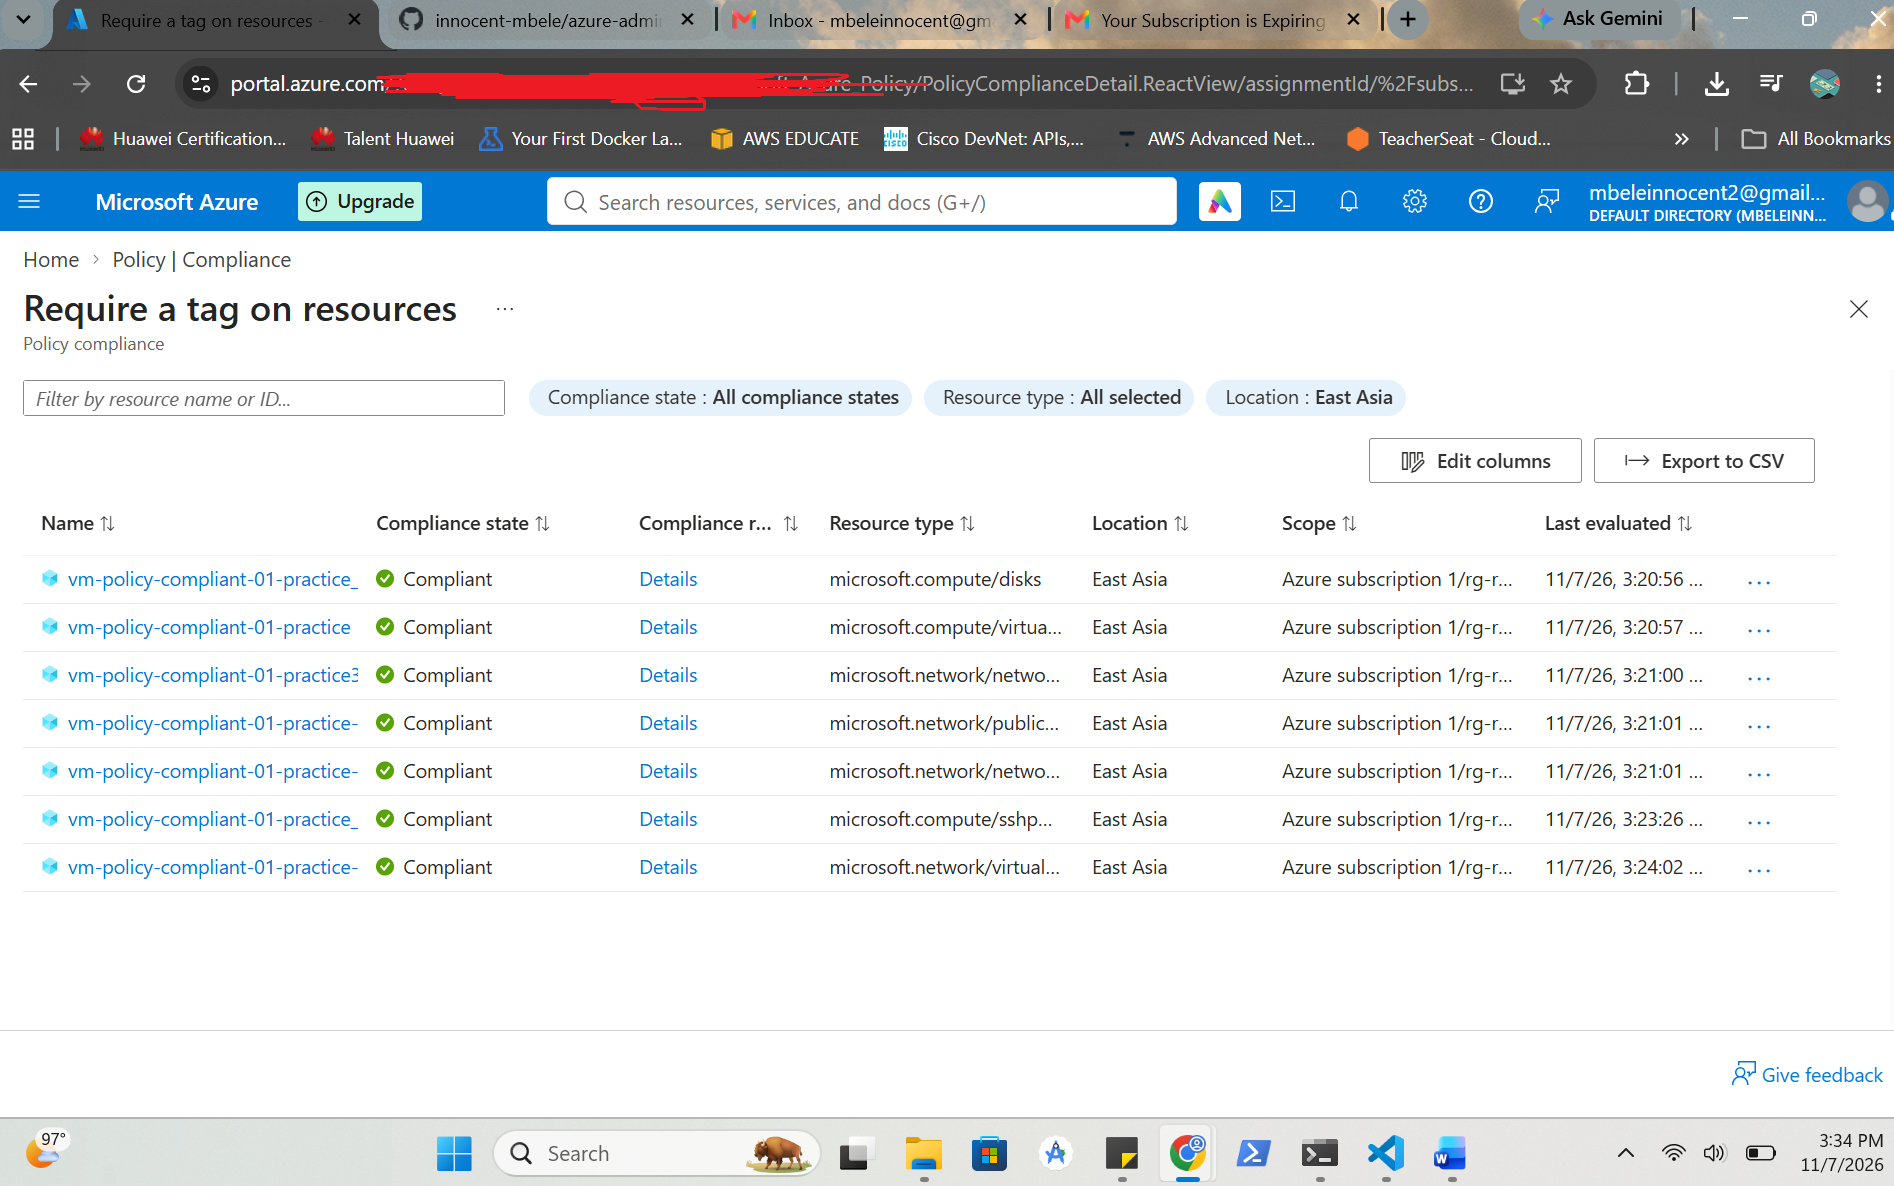 Require a tag on resources -
innocent-mbele/azure-admi
Inbox - mbeleinnocent@gm
Your Subscription is Expiring
Ask Gemini
portal.azure.com
Policy/PolicyComplianceDetail.ReactView/assignmentId/%2Fsubs...
Huawei Certification...
Talent Huawei
Your First Docker La...
AWS EDUCATE
Cisco DevNet: APIs,...
AWS Advanced Net...
TeacherSeat - Cloud...
All Bookmarks
Microsoft Azure
Upgrade
Search resources, services, and docs (G+/)
mbeleinnocent2@gmail...
DEFAULT DIRECTORY (MBELEINN...
Home > Policy | Compliance
Require a tag on resources ...
Policy compliance
Filter by resource name or ID...
Compliance state : All compliance states
Resource type : All selected
Location : East Asia
Edit columns
Export to CSV
Name Compliance state Compliance r... Resource type Location Scope Last evaluated
vm-policy-compliant-01-practice_ Compliant Details microsoft.compute/disks East Asia Azure subscription 1/rg-r... 11/7/26, 3:20:56 ... ...
vm-policy-compliant-01-practice Compliant Details microsoft.compute/virtua... East Asia Azure subscription 1/rg-r... 11/7/26, 3:20:57 ... ...
vm-policy-compliant-01-practice3 Compliant Details microsoft.network/netwo... East Asia Azure subscription 1/rg-r... 11/7/26, 3:21:00 ... ...
vm-policy-compliant-01-practice- Compliant Details microsoft.network/public... East Asia Azure subscription 1/rg-r... 11/7/26, 3:21:01 ... ...
vm-policy-compliant-01-practice- Compliant Details microsoft.network/netwo... East Asia Azure subscription 1/rg-r... 11/7/26, 3:21:01 ... ...
vm-policy-compliant-01-practice_ Compliant Details microsoft.compute/sshp... East Asia Azure subscription 1/rg-r... 11/7/26, 3:23:26 ... ...
vm-policy-compliant-01-practice- Compliant Details microsoft.network/virtual... East Asia Azure subscription 1/rg-r... 11/7/26, 3:24:02 ... ...
Give feedback
97°
Search
3:34 PM
11/7/2026